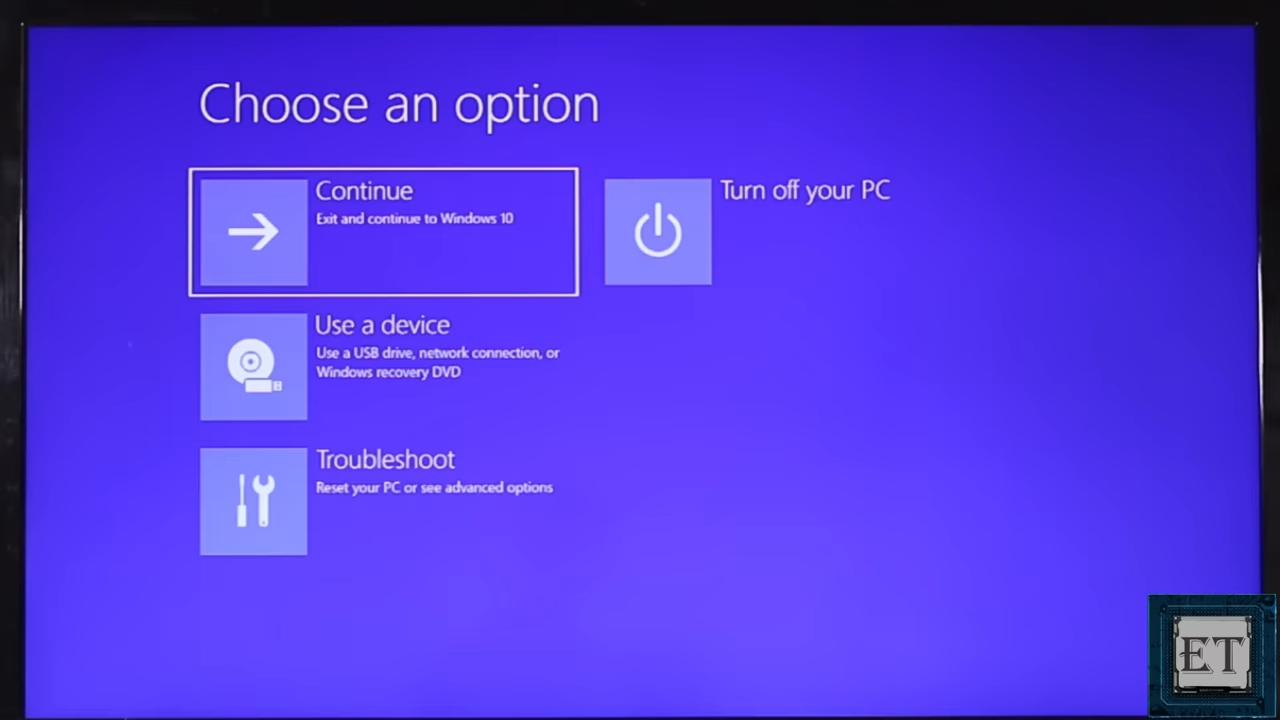 Choose an option
Continue
Exit and continue to Windows 10
Turn off your PC
Use a device
Use a USB drive, network connection, or
Windows recovery DVD
Troubleshoot
Reset your PC or see advanced options
ET